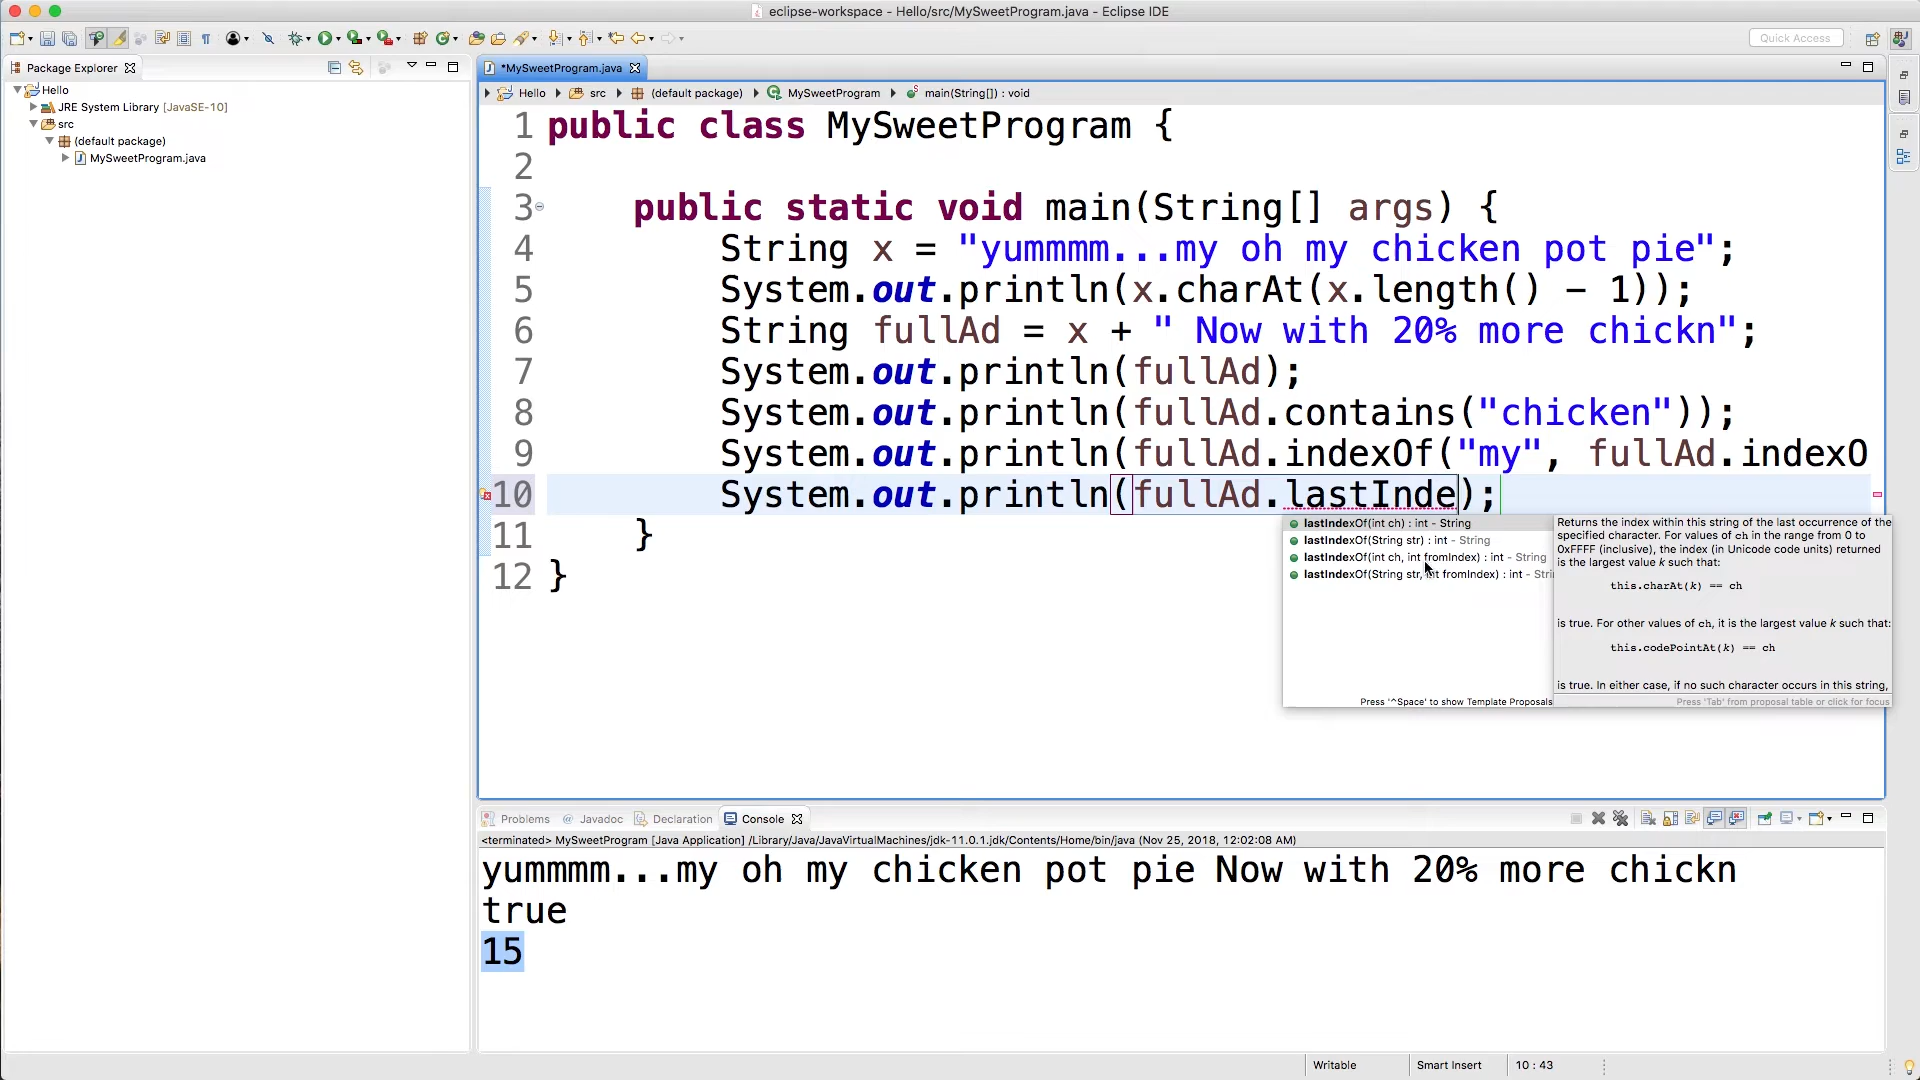 eclipse-workspace - Hello/src/MySweetProgram.java - Eclipse IDE
Quick Access
Package Explorer
Hello
JRE System Library [JavaSE-10]
src
(default package)
MySweetProgram.java
*MySweetProgram.java
Hello src (default package) MySweetProgram main(String[]) : void
1 public class MySweetProgram {
2
3 public static void main(String[] args) {
4 String x = "yummmm...my oh my chicken pot pie";
5 System.out.println(x.charAt(x.length() - 1));
6 String fullAd = x + " Now with 20% more chickn";
7 System.out.println(fullAd);
8 System.out.println(fullAd.contains("chicken"));
9 System.out.println(fullAd.indexOf("my", fullAd.indexO
10 System.out.println(fullAd.lastInde);
11 }
12 }
lastIndexOf(int ch) : int - String
lastIndexOf(String str) : int - String
lastIndexOf(int ch, int fromIndex) : int - String
lastIndexOf(String str, int fromIndex) : int - Stri
Press '^Space' to show Template Proposals
Returns the index within this string of the last occurrence of the
specified character. For values of ch in the range from 0 to
0xFFFF (inclusive), the index (in Unicode code units) returned
is the largest value k such that:
this.charAt(k) == ch
is true. For other values of ch, it is the largest value k such that:
this.codePointAt(k) == ch
is true. In either case, if no such character occurs in this string,
Press 'Tab' from proposal table or click for focus
Problems Javadoc Declaration Console
<terminated> MySweetProgram [Java Application] /Library/Java/JavaVirtualMachines/jdk-11.0.1.jdk/Contents/Home/bin/java (Nov 25, 2018, 12:02:08 AM)
yummmm...my oh my chicken pot pie Now with 20% more chickn
true
15
Writable Smart Insert 10 : 43